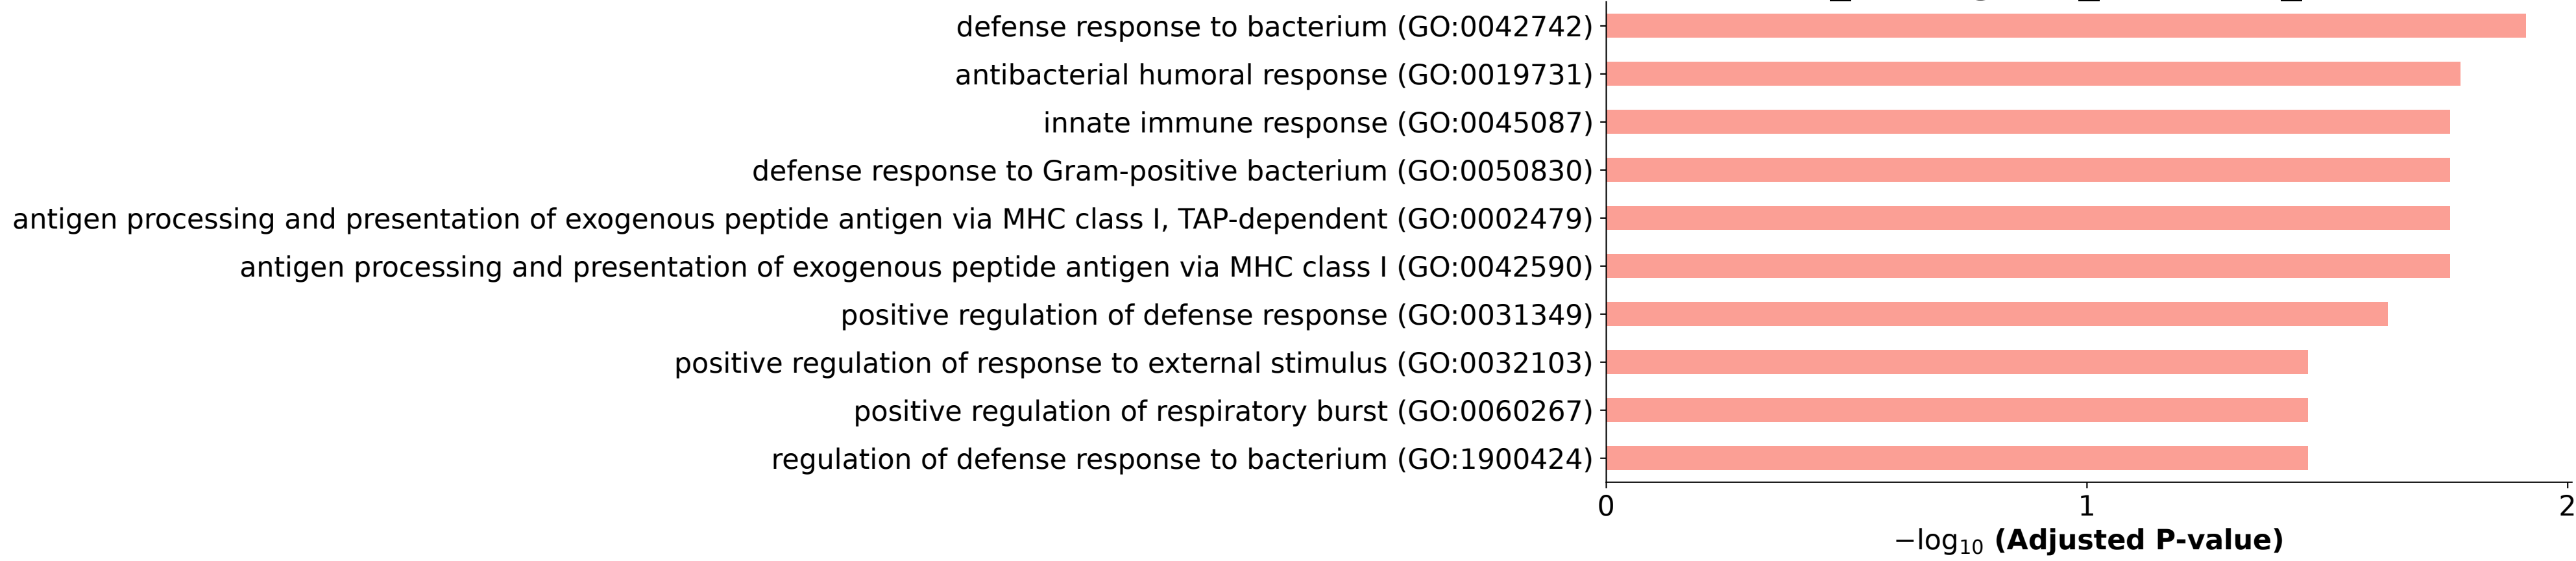 defense response to bacterium (GO:0042742)
antibacterial humoral response (GO:0019731)
innate immune response (GO:0045087)
defense response to Gram-positive bacterium (GO:0050830)
antigen processing and presentation of exogenous peptide antigen via MHC class I, TAP-dependent (GO:0002479)
antigen processing and presentation of exogenous peptide antigen via MHC class I (GO:0042590)
positive regulation of defense response (GO:0031349)
positive regulation of response to external stimulus (GO:0032103)
positive regulation of respiratory burst (GO:0060267)
regulation of defense response to bacterium (GO:1900424)
0 1 2
−log₁₀ (Adjusted P-value)